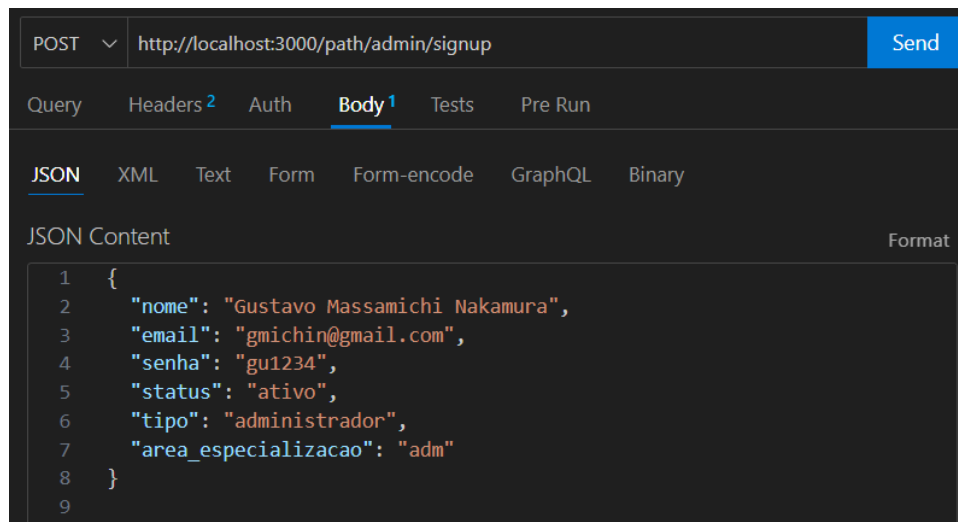 POST http://localhost:3000/path/admin/signup Send
Query Headers 2 Auth Body 1 Tests Pre Run
JSON XML Text Form Form-encode GraphQL Binary
JSON Content Format
1 {
2 "nome": "Gustavo Massamichi Nakamura",
3 "email": "gmichin@gmail.com",
4 "senha": "gu1234",
5 "status": "ativo",
6 "tipo": "administrador",
7 "area_especializacao": "adm"
8 }
9